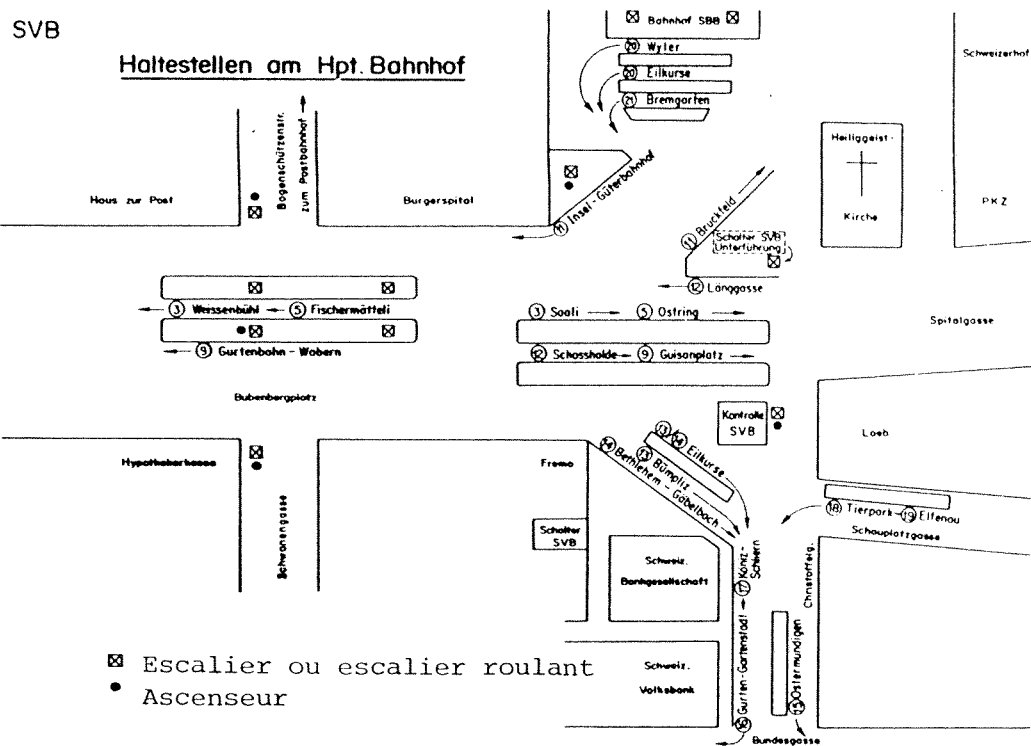 SVB
Haltestellen am Hpt. Bahnhof
Bahnhof SBB
20 Wyler
20 Eilkurse
21 Bremgarten
Schweizerhof
Bogenschützenstr.
zum Postbahnhof
Haus zur Post
Burgerspital
11 Insel-Güterbahnhof
11 Bruckfeld
Schalter SVB
Unterführung
Heiliggeist-
Kirche
P.K.Z
12 Länggasse
3 Weissenbühl
5 Fischermätteli
9 Gurtenbahn - Wabern
3 Saali
5 Ostring
12 Schosshalde
9 Guisanplatz
Spitalgasse
Bubenbergplatz
Kontrolle
SVB
Loeb
Hypothekarkasse
Fremo
13 14 Eilkurse
13 Bümpliz
14 Bethlehem - Gäbelbach
18 Tierpark
19 Elfenau
Schauplatzgasse
Schwanengasse
Schalter
SVB
Schweiz.
Bankgesellschaft
17 Köniz-
Schliern
Christoffelg.
Schweiz.
Volksbank
Gurten-Gartenstadt
15 Ostermundigen
Bundesgasse
Escalier ou escalier roulant
Ascenseur